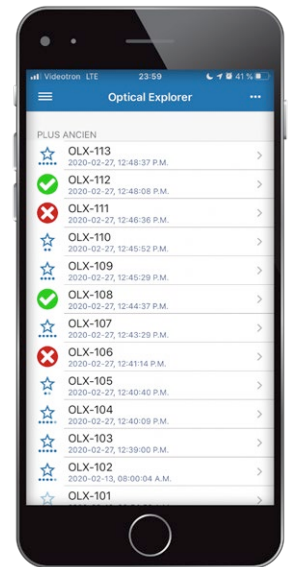 Videotron LTE 23:59 41 %
Optical Explorer
PLUS ANCIEN
OLX-113
2020-02-27, 12:48:37 P.M.
OLX-112
2020-02-27, 12:48:08 P.M.
OLX-111
2020-02-27, 12:46:36 P.M.
OLX-110
2020-02-27, 12:45:52 P.M.
OLX-109
2020-02-27, 12:45:29 P.M.
OLX-108
2020-02-27, 12:44:37 P.M.
OLX-107
2020-02-27, 12:43:29 P.M.
OLX-106
2020-02-27, 12:41:14 P.M.
OLX-105
2020-02-27, 12:40:40 P.M.
OLX-104
2020-02-27, 12:40:09 P.M.
OLX-103
2020-02-27, 12:39:00 P.M.
OLX-102
2020-02-13, 08:00:04 A.M.
OLX-101